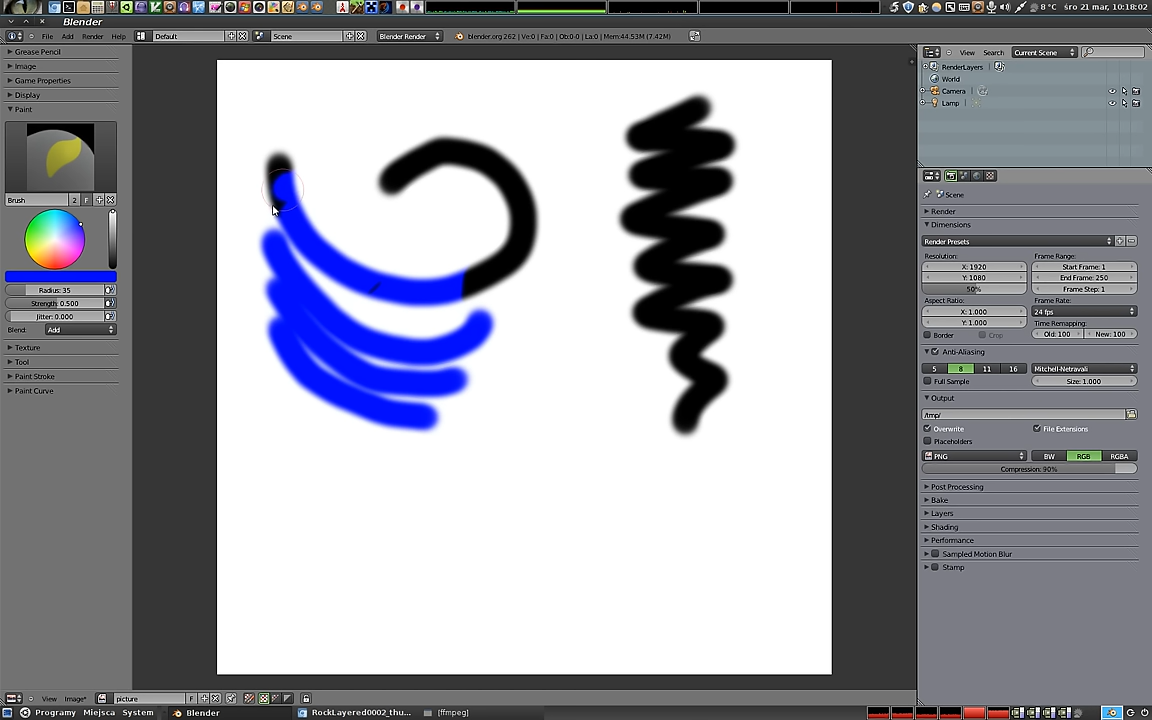 8 °C śro 21 mar, 10:18:02
Blender
File Add Render Help Default Scene Blender Render blender.org 262 | Ve:0 | Fa:0 | Ob:0-0 | La:0 | Mem:44.53M (7.42M)
View Search Current Scene
Grease Pencil
Image
Game Properties
Display
Paint
Brush 2 F
Radius: 35
Strength: 0.500
Jitter: 0.000
Blend: Add
Texture
Tool
Paint Stroke
Paint Curve
RenderLayers
World
Camera
Lamp
Scene
Render
Dimensions
Render Presets
Resolution: Frame Range:
X: 1920 Start Frame: 1
Y: 1080 End Frame: 250
50% Frame Step: 1
Aspect Ratio: Frame Rate:
X: 1.000 24 fps
Y: 1.000 Time Remapping:
Border Crop Old: 100 New: 100
Anti-Aliasing
5 8 11 16 Mitchell-Netravali
Full Sample Size: 1.000
Output
/tmp/
Overwrite File Extensions
Placeholders
PNG BW RGB RGBA
Compression: 90%
Post Processing
Bake
Layers
Shading
Performance
Sampled Motion Blur
Stamp
View Image* picture F
Programy Miejsca System Blender RockLayered0002_thu... [ffmpeg]